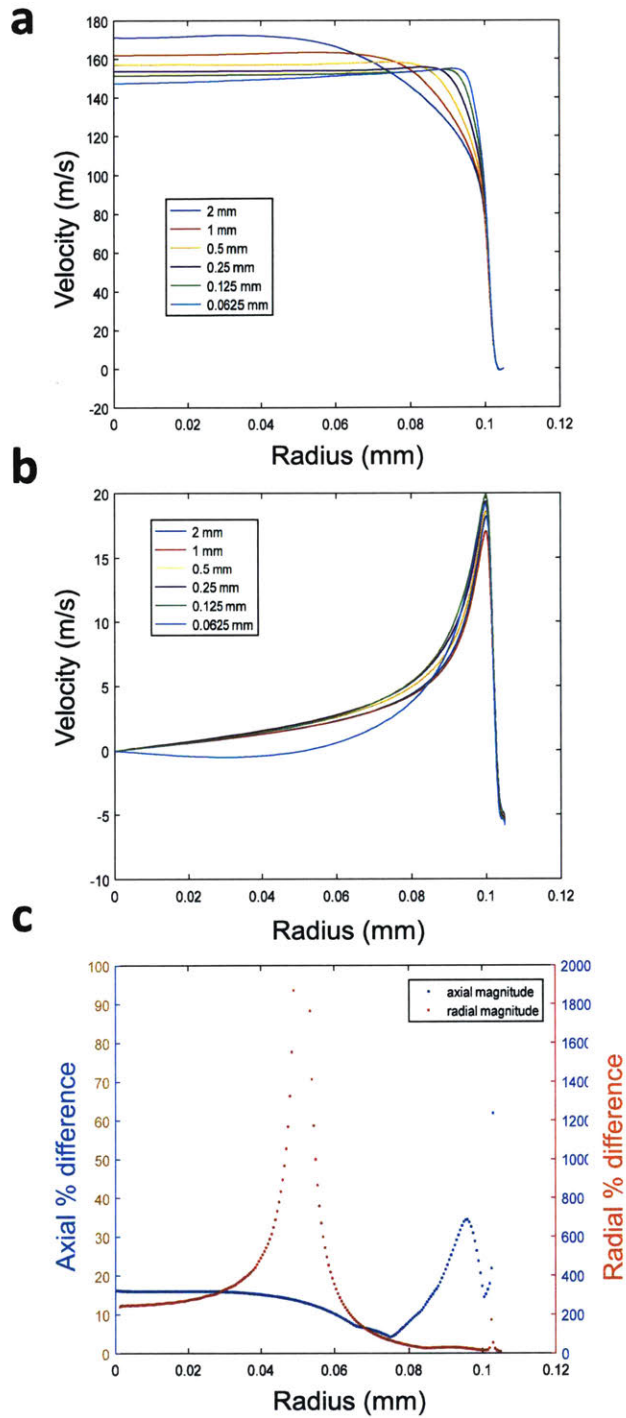 a
180
160
140
120
100
80
60
40
20
0
-20
Velocity (m/s)
2 mm
1 mm
0.5 mm
0.25 mm
0.125 mm
0.0625 mm
0 0.02 0.04 0.06 0.08 0.1 0.12
Radius (mm)
b
20
15
10
5
0
-5
-10
Velocity (m/s)
2 mm
1 mm
0.5 mm
0.25 mm
0.125 mm
0.0625 mm
0 0.02 0.04 0.06 0.08 0.1 0.12
Radius (mm)
c
100
90
80
70
60
50
40
30
20
10
0
Axial % difference
axial magnitude
radial magnitude
2000
1800
1600
1400
1200
1000
800
600
400
200
0
Radial % difference
0 0.02 0.04 0.06 0.08 0.1 0.12
Radius (mm)